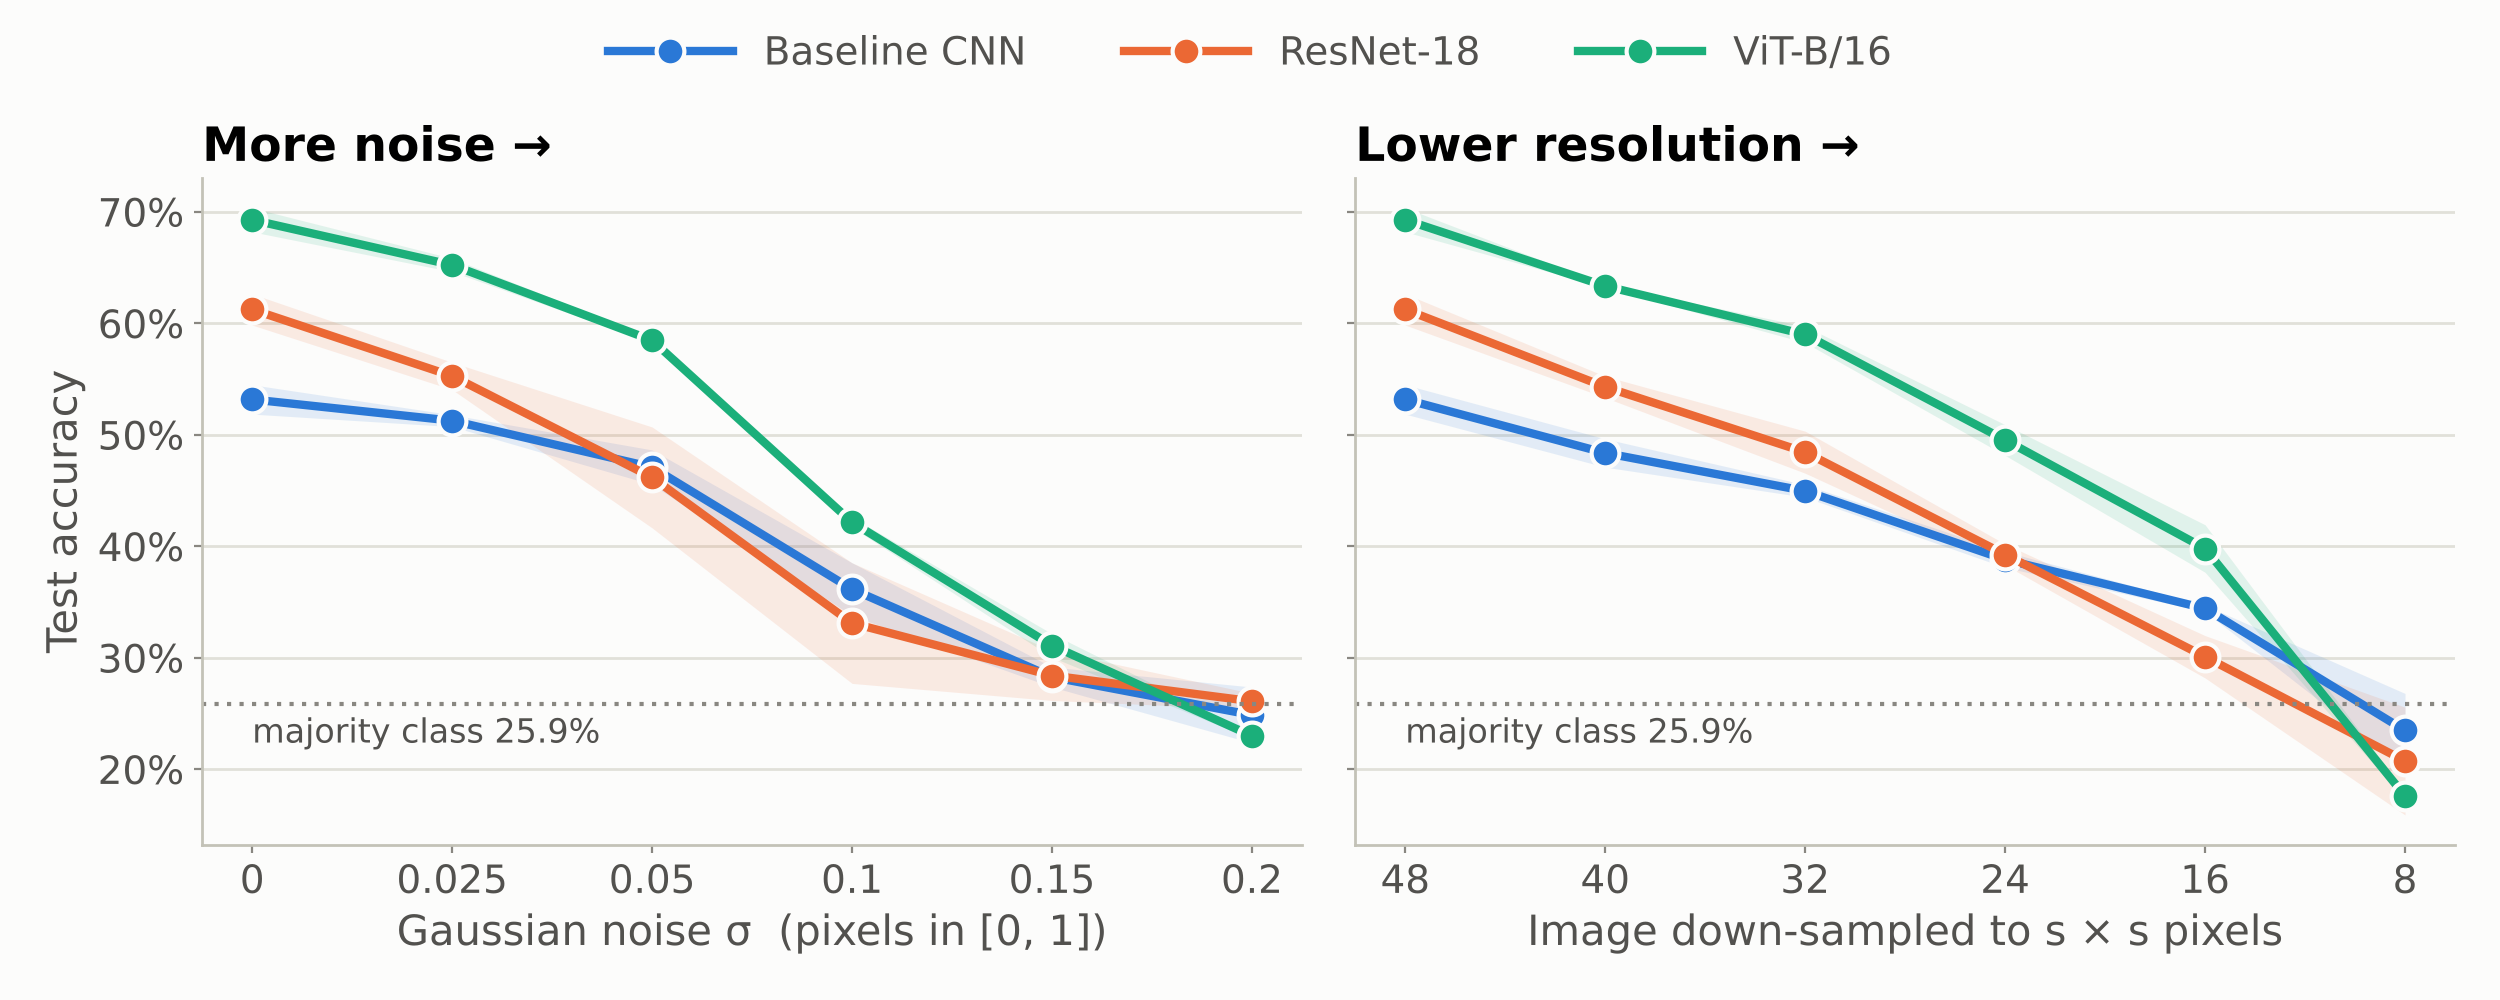 Baseline CNN
ResNet-18
ViT-B/16
More noise →
Lower resolution →
Test accuracy
70%
60%
50%
40%
30%
20%
majority class 25.9%
majority class 25.9%
0 0.025 0.05 0.1 0.15 0.2
48 40 32 24 16 8
Gaussian noise σ (pixels in [0, 1])
Image down-sampled to s × s pixels